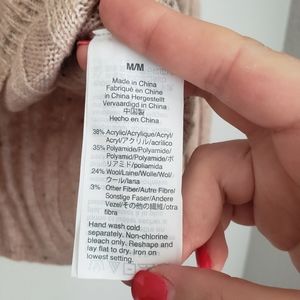 M/M
Made in China
Fabriqué en Chine
in China Hergestellt
Vervaardigd in China
中国製
Hecho en China
38% Acrylic/Acrylique/Acryl/
Acryl/アクリル/acrílico
35% Polyamide/Polyamide/
Polyamid/Polyamide/ポ
リアミド/poliamida
24% Wool/Laine/Wolle/Wol/
ウール/lana
3% Other Fiber/Autre Fibre/
Sonstige Faser/Andere
Vezel/その他の繊維/otra
fibra
Hand wash cold
separately. Non-chlorine
bleach only. Reshape and
lay flat to dry. Iron on
lowest setting.